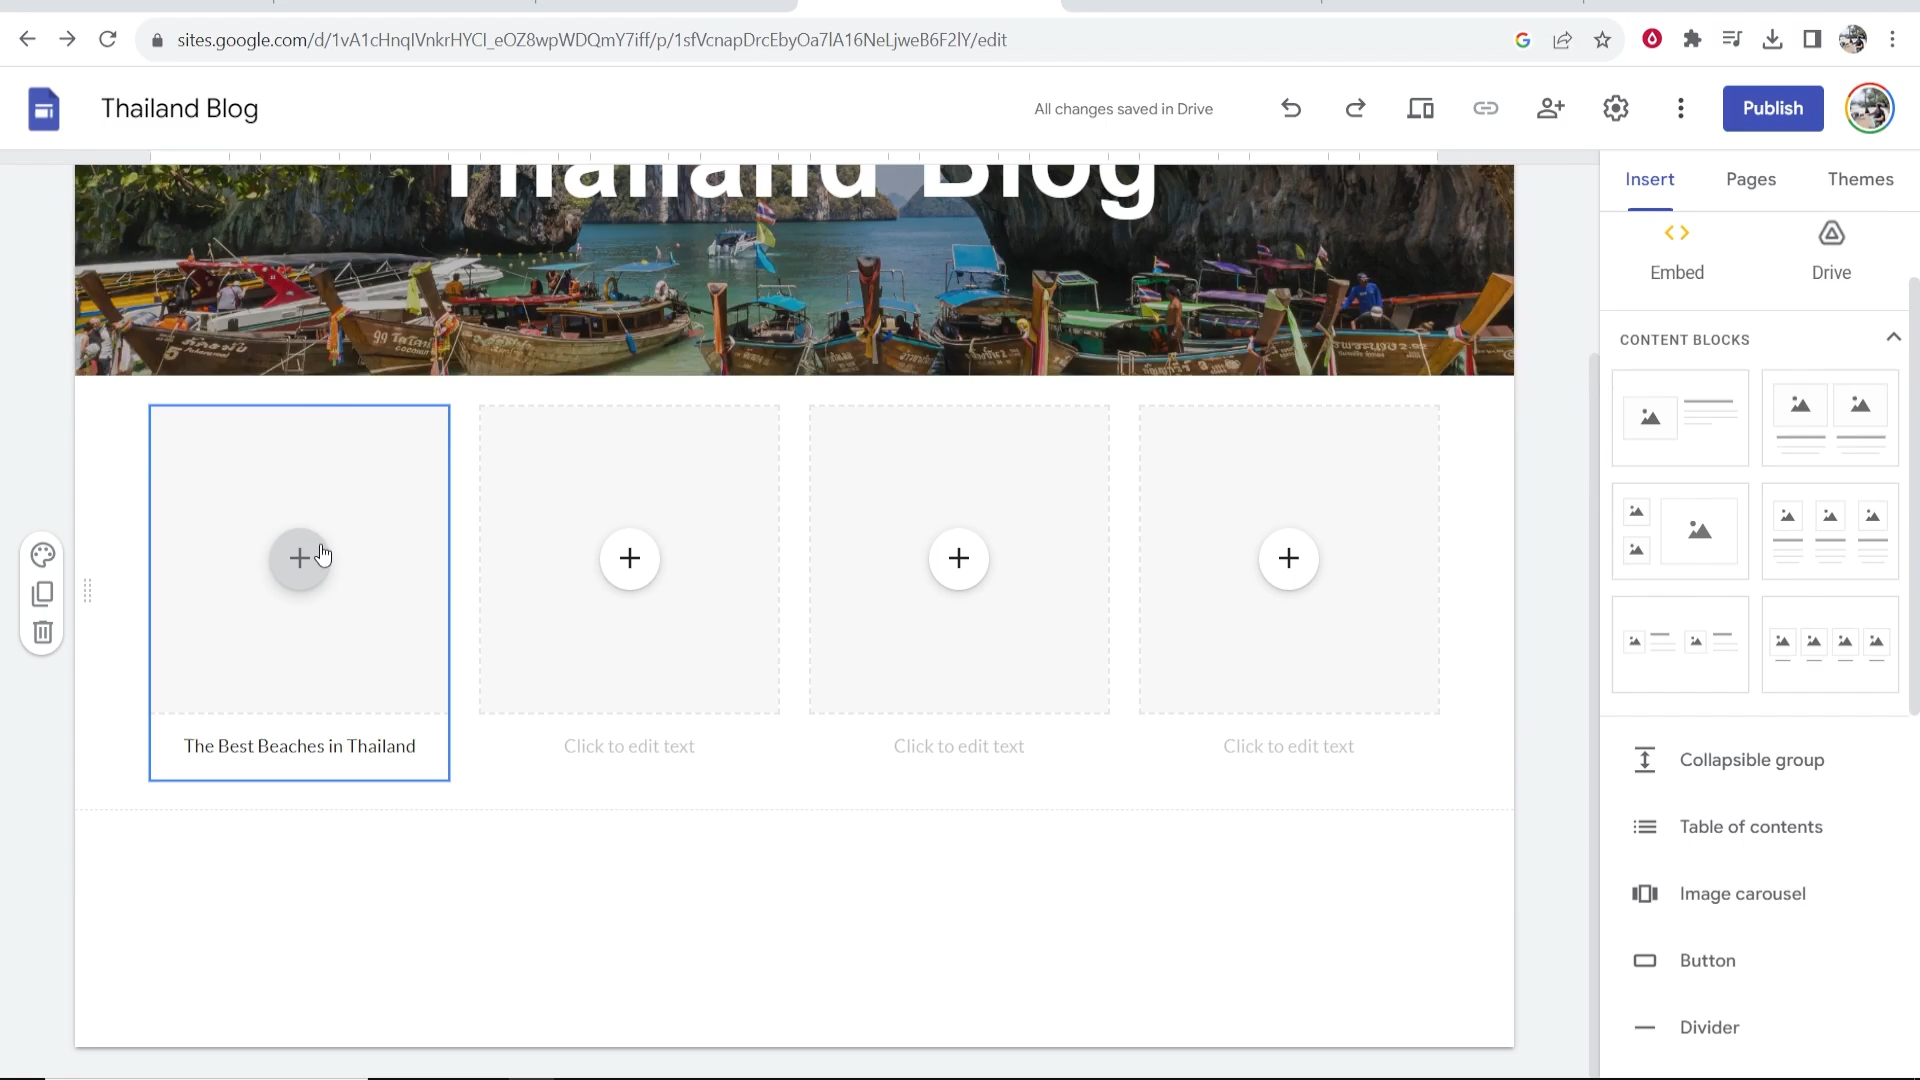 sites.google.com/d/1vA1cHnqlVnkrHYCl_eOZ8wpWDQmY7iff/p/1sfVcnapDrcEbyOa7lA16NeLjweB6F2lY/edit
Thailand Blog
All changes saved in Drive
Publish
Thailand Blog
Insert
Pages
Themes
Embed
Drive
CONTENT BLOCKS
The Best Beaches in Thailand
Click to edit text
Click to edit text
Click to edit text
Collapsible group
Table of contents
Image carousel
Button
Divider